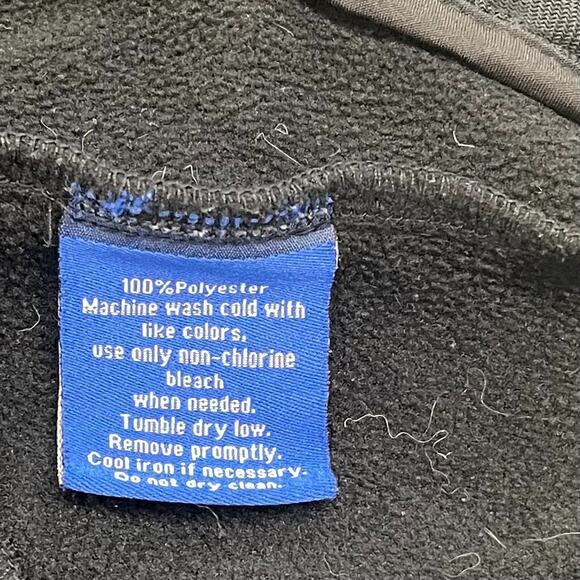 100%Polyester
Machine wash cold with
like colors.
use only non-chlorine
bleach
when needed.
Tumble dry low.
Remove promptly.
Cool iron if necessary.
Do not dry clean.